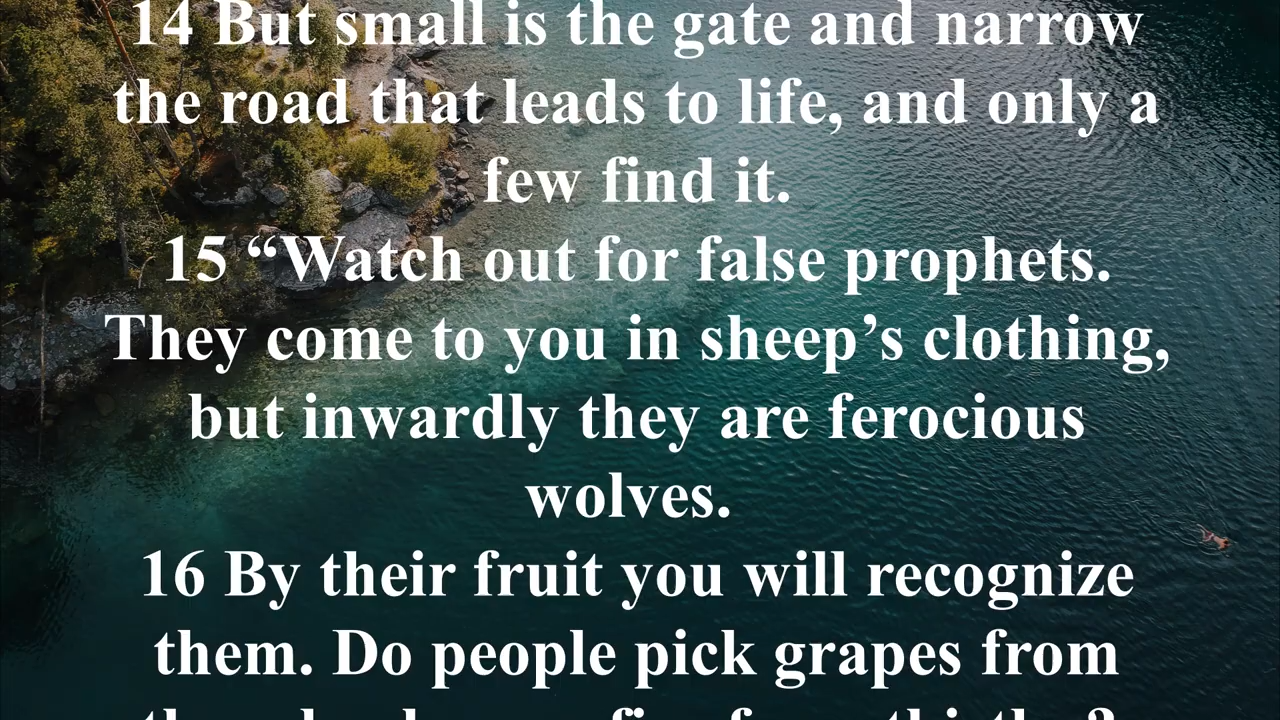 14 But small is the gate and narrow
the road that leads to life, and only a
few find it.
15 “Watch out for false prophets.
They come to you in sheep’s clothing,
but inwardly they are ferocious
wolves.
16 By their fruit you will recognize
them. Do people pick grapes from